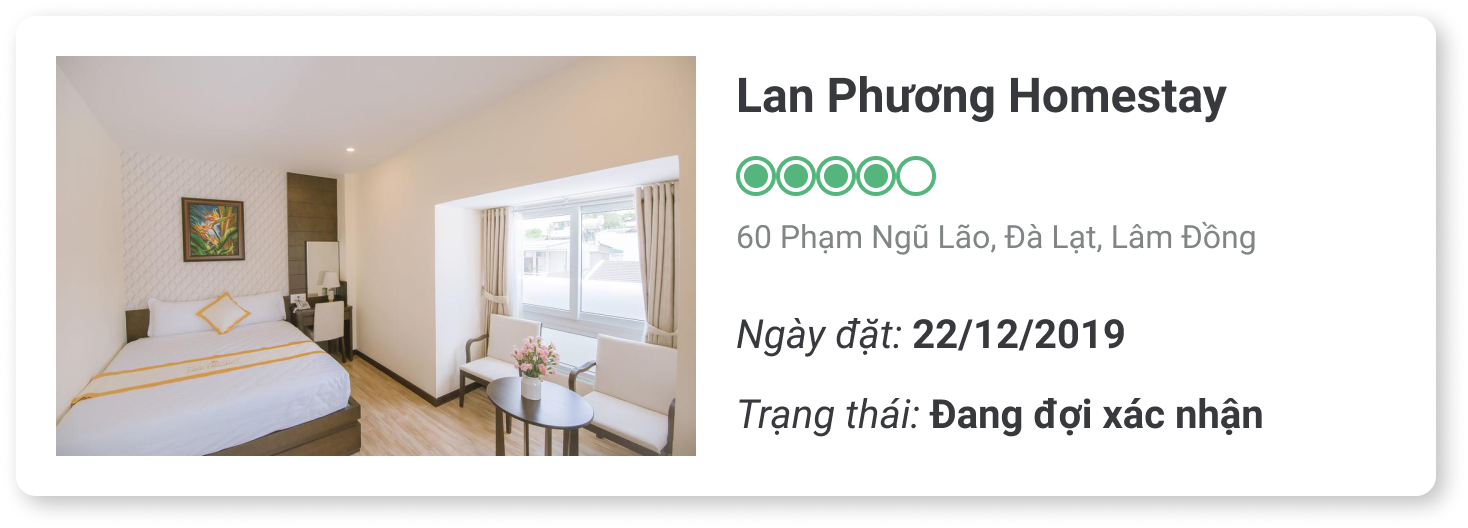 Lan Phương Homestay
60 Phạm Ngũ Lão, Đà Lạt, Lâm Đồng
Ngày đặt: 22/12/2019
Trạng thái: Đang đợi xác nhận